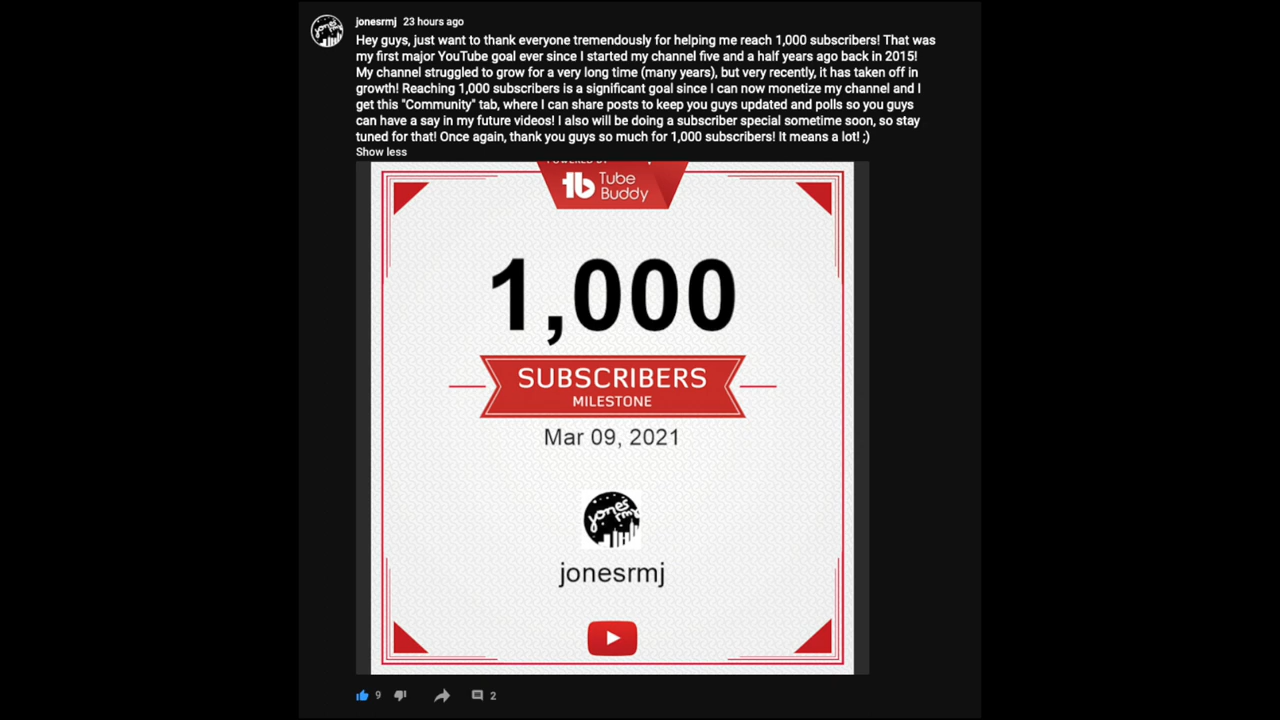 jonesrmj 23 hours ago
Hey guys, just want to thank everyone tremendously for helping me reach 1,000 subscribers! That was
my first major YouTube goal ever since I started my channel five and a half years ago back in 2015!
My channel struggled to grow for a very long time (many years), but very recently, it has taken off in
growth! Reaching 1,000 subscribers is a significant goal since I can now monetize my channel and I
get this "Community" tab, where I can share posts to keep you guys updated and polls so you guys
can have a say in my future videos! I also will be doing a subscriber special sometime soon, so stay
tuned for that! Once again, thank you guys so much for 1,000 subscribers! It means a lot! ;)
Show less
POWERED BY
tb Tube
Buddy
1,000
SUBSCRIBERS
MILESTONE
Mar 09, 2021
jones
rmj
jonesrmj
9 2